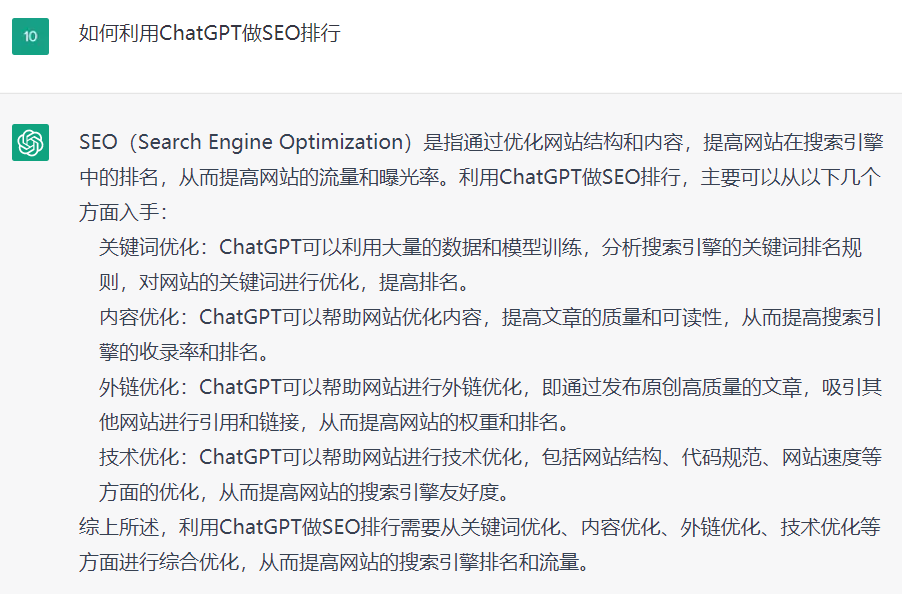 10
如何利用ChatGPT做SEO排行
SEO（Search Engine Optimization）是指通过优化网站结构和内容，提高网站在搜索引擎
中的排名，从而提高网站的流量和曝光率。利用ChatGPT做SEO排行，主要可以从以下几个
方面入手：
关键词优化：ChatGPT可以利用大量的数据和模型训练，分析搜索引擎的关键词排名规
则，对网站的关键词进行优化，提高排名。
内容优化：ChatGPT可以帮助网站优化内容，提高文章的质量和可读性，从而提高搜索引
擎的收录率和排名。
外链优化：ChatGPT可以帮助网站进行外链优化，即通过发布原创高质量的文章，吸引其
他网站进行引用和链接，从而提高网站的权重和排名。
技术优化：ChatGPT可以帮助网站进行技术优化，包括网站结构、代码规范、网站速度等
方面的优化，从而提高网站的搜索引擎友好度。
综上所述，利用ChatGPT做SEO排行需要从关键词优化、内容优化、外链优化、技术优化等
方面进行综合优化，从而提高网站的搜索引擎排名和流量。